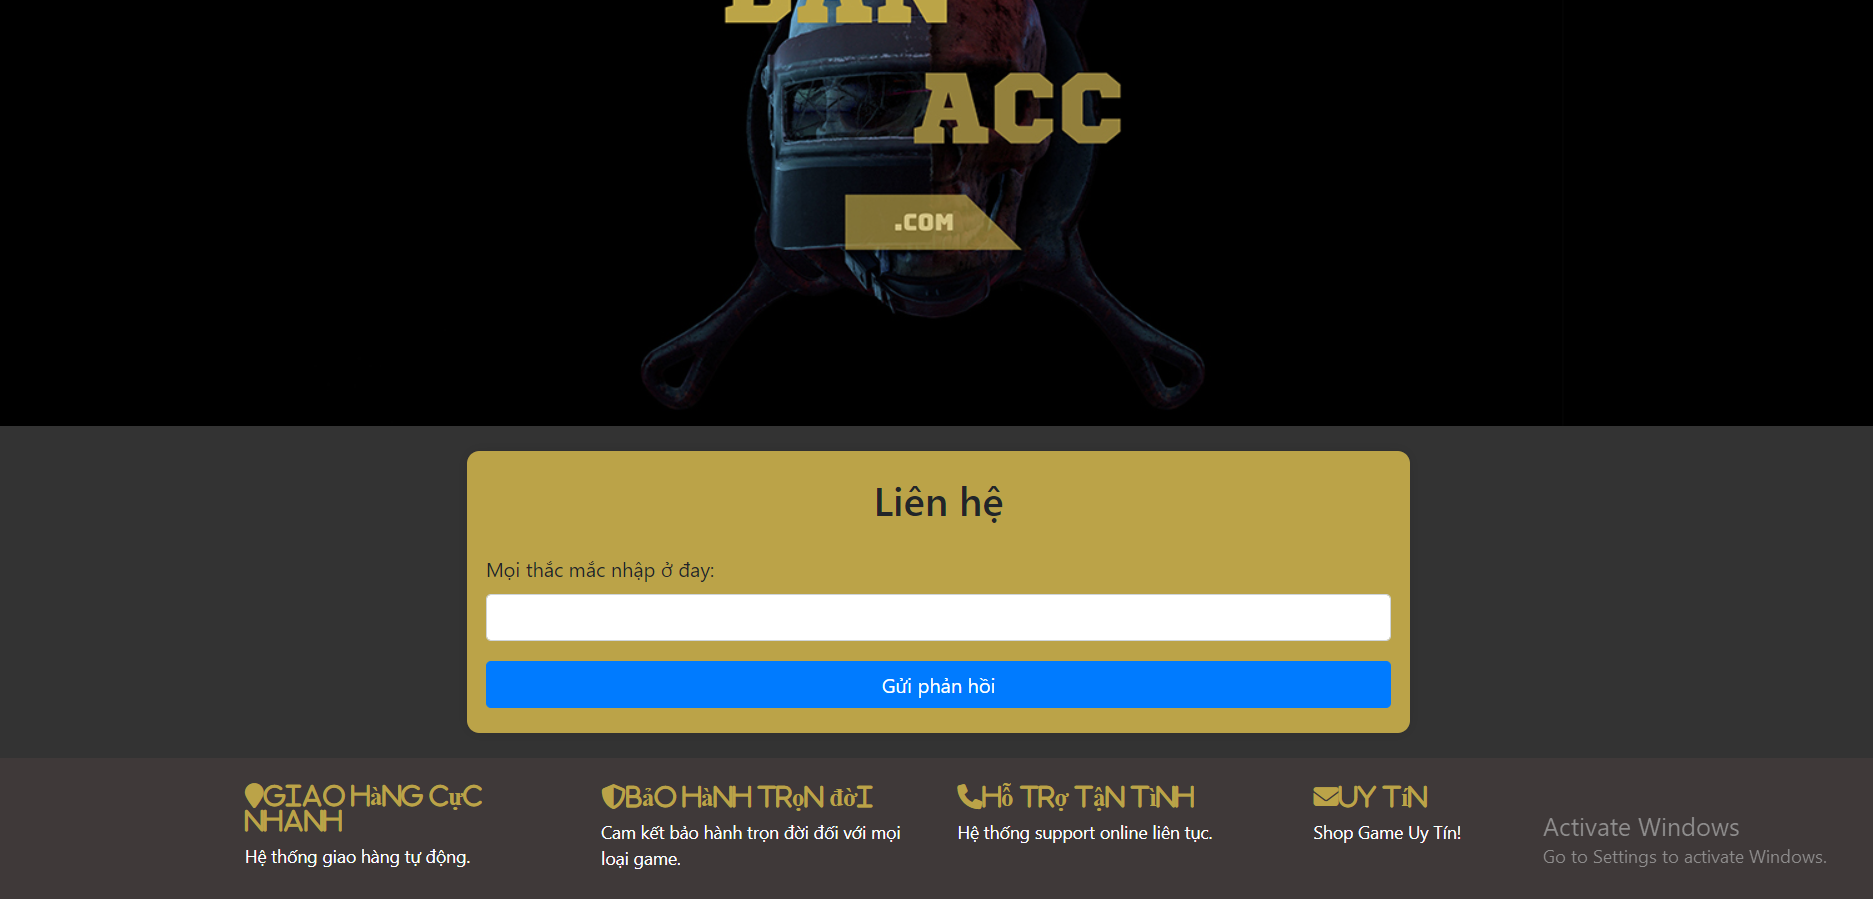 BAN
ACC
.COM
Liên hệ
Mọi thắc mắc nhập ở đay:
Gửi phản hồi
GIAO HàNG CựC
NHANH
Hệ thống giao hàng tự động.
BảO HàNH TRọN đờI
Cam kết bảo hành trọn đời đối với mọi
loại game.
Hỗ TRợ TậN TìNH
Hệ thống support online liên tục.
UY TíN
Shop Game Uy Tín!
Activate Windows
Go to Settings to activate Windows.